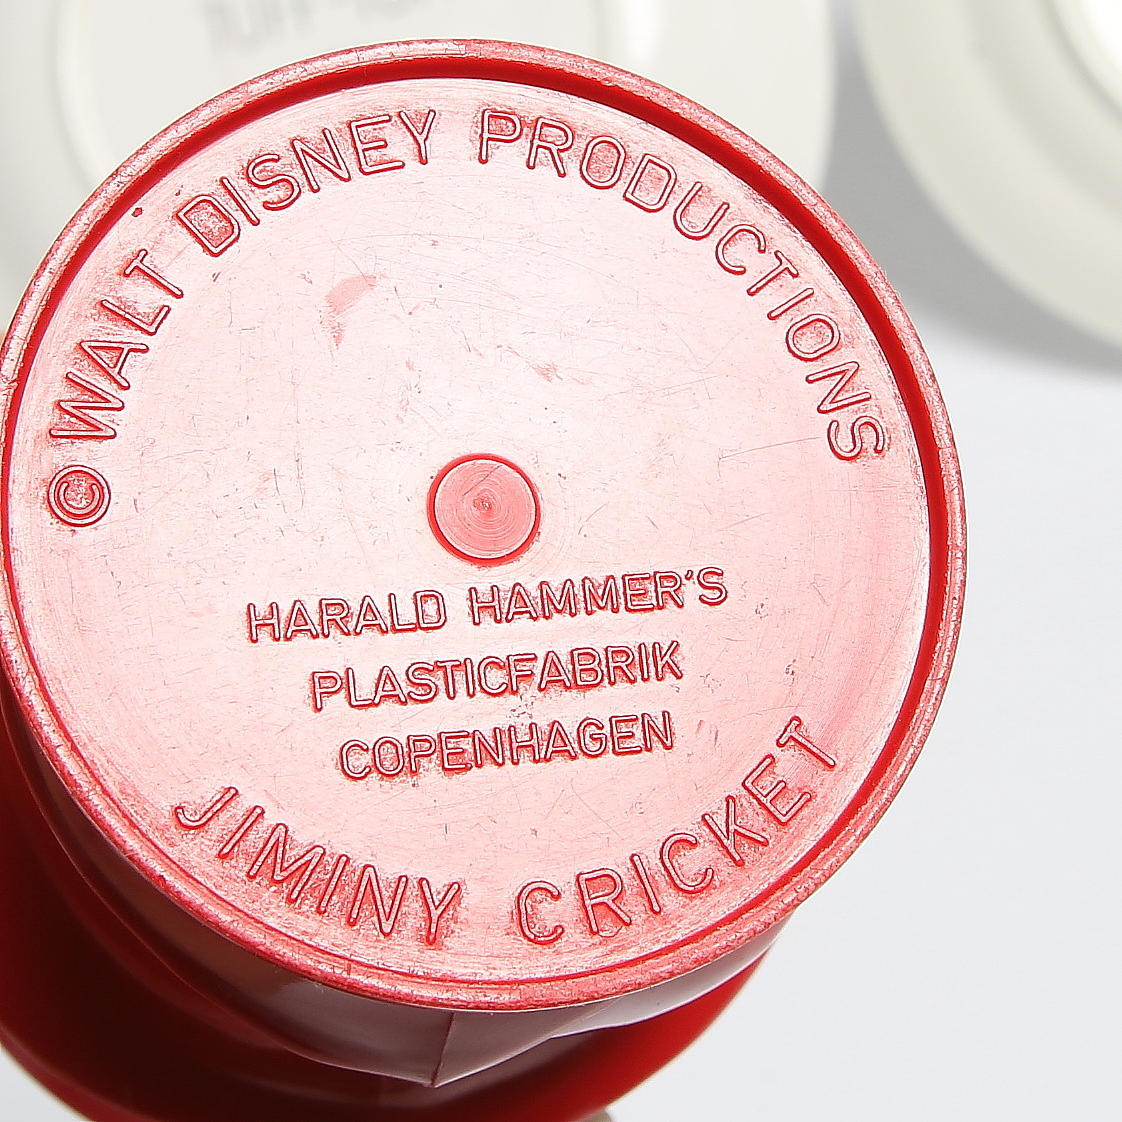 © WALT DISNEY PRODUCTIONS
HARALD HAMMER'S
PLASTICFABRIK
COPENHAGEN
JIMINY CRICKET